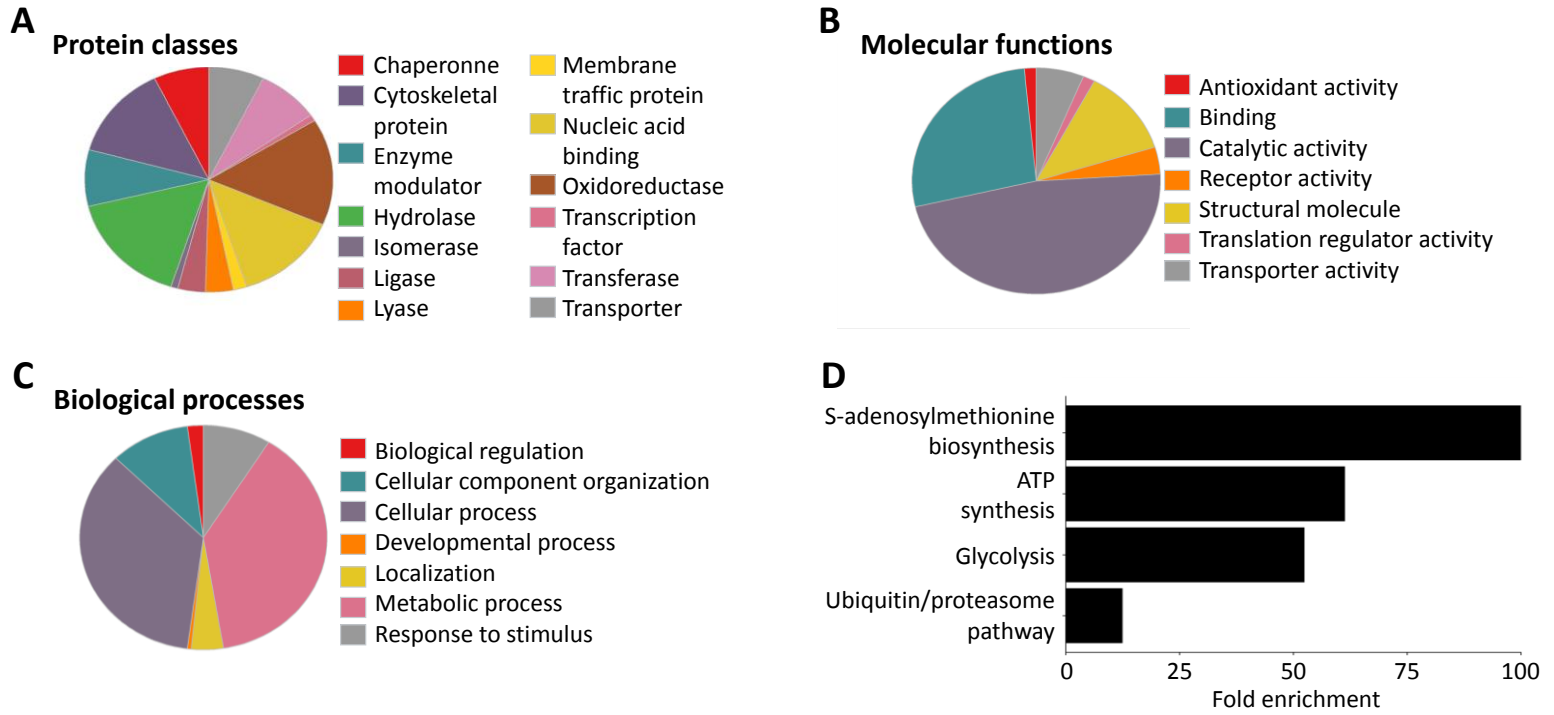 A
Protein classes
Chaperonne
Cytoskeletal
protein
Enzyme
modulator
Hydrolase
Isomerase
Ligase
Lyase
Membrane
traffic protein
Nucleic acid
binding
Oxidoreductase
Transcription
factor
Transferase
Transporter
B
Molecular functions
Antioxidant activity
Binding
Catalytic activity
Receptor activity
Structural molecule
Translation regulator activity
Transporter activity
C
Biological processes
Biological regulation
Cellular component organization
Cellular process
Developmental process
Localization
Metabolic process
Response to stimulus
D
S-adenosylmethionine
biosynthesis
ATP
synthesis
Glycolysis
Ubiquitin/proteasome
pathway
0 25 50 75 100
Fold enrichment